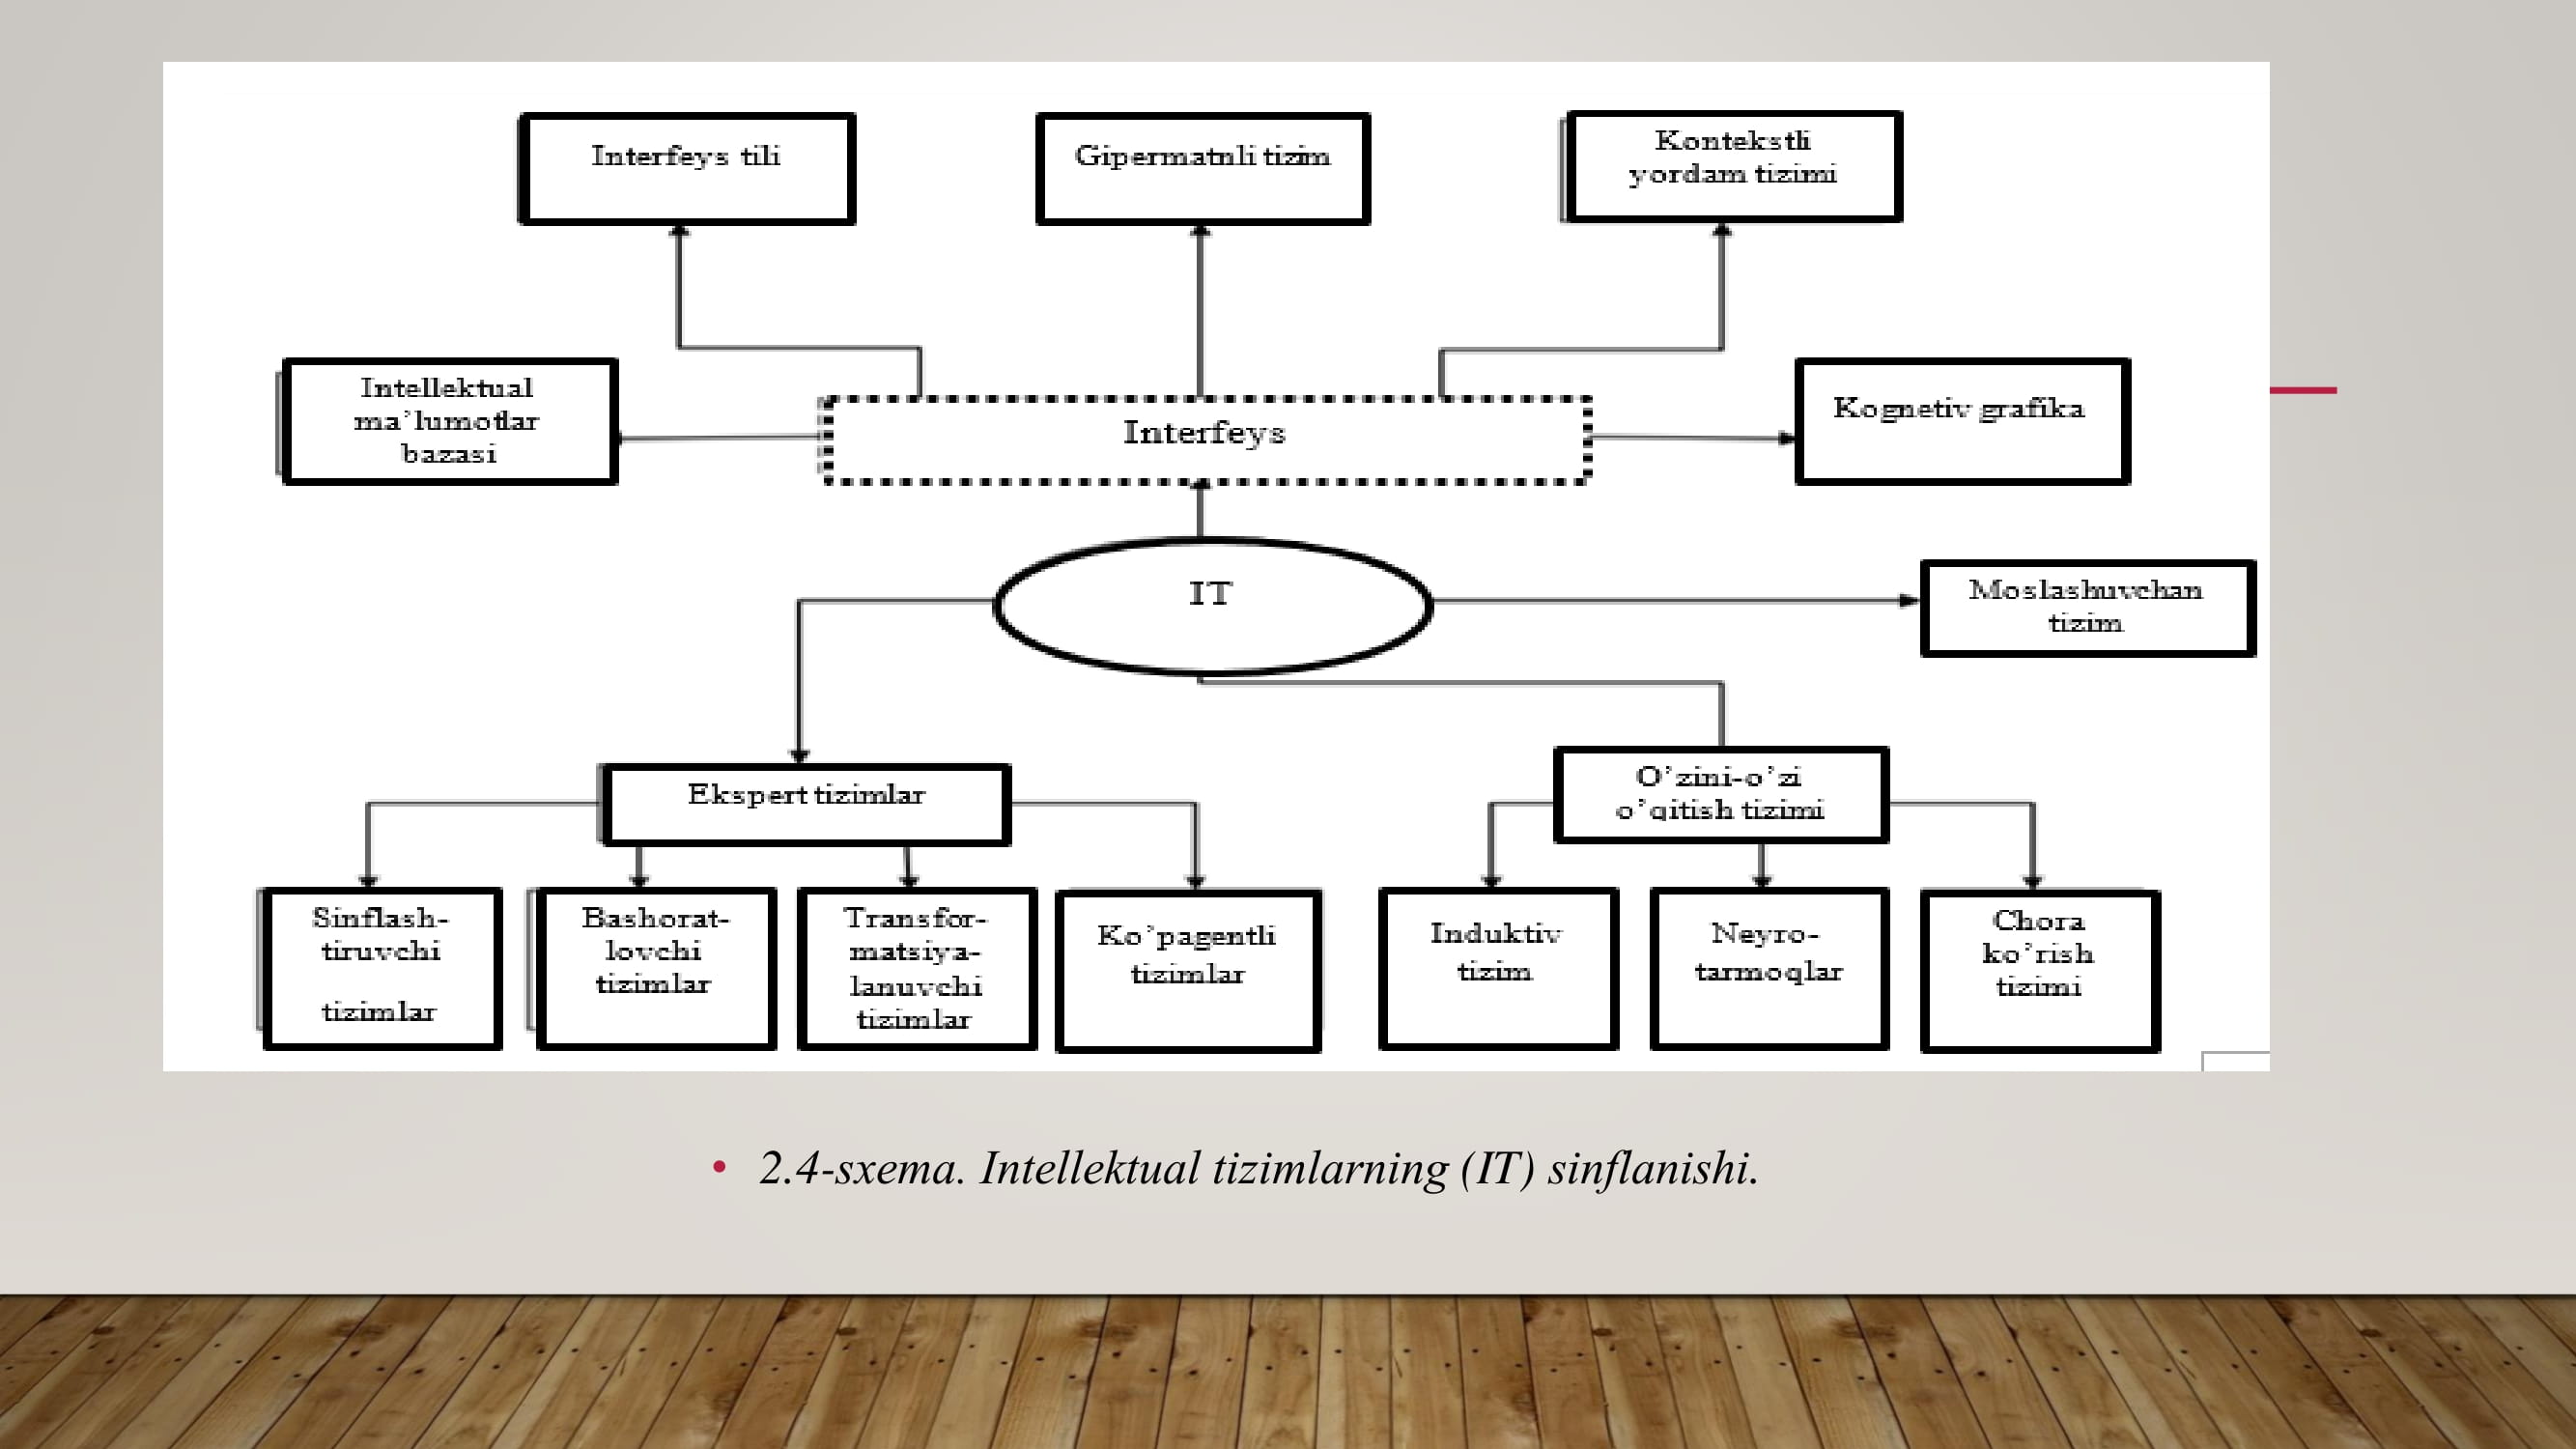 Interfeys tili
Gipermatnli tizim
Kontekstli
yordam tizimi
Intellektual
ma’lumotlar
bazasi
Interfeys
Kognetiv grafika
IT
Moslashuvchan
tizim
Ekspert tizimlar
O’zini-o’zi
o’qitish tizimi
Sinflash-
tiruvchi
tizimlar
Bashorat-
lovchi
tizimlar
Transfor-
matsiya-
lanuvchi
tizimlar
Ko’pagentli
tizimlar
Induktiv
tizim
Neyro-
tarmoqlar
Chora
ko’rish
tizimi
• 2.4-sxema. Intellektual tizimlarning (IT) sinflanishi.